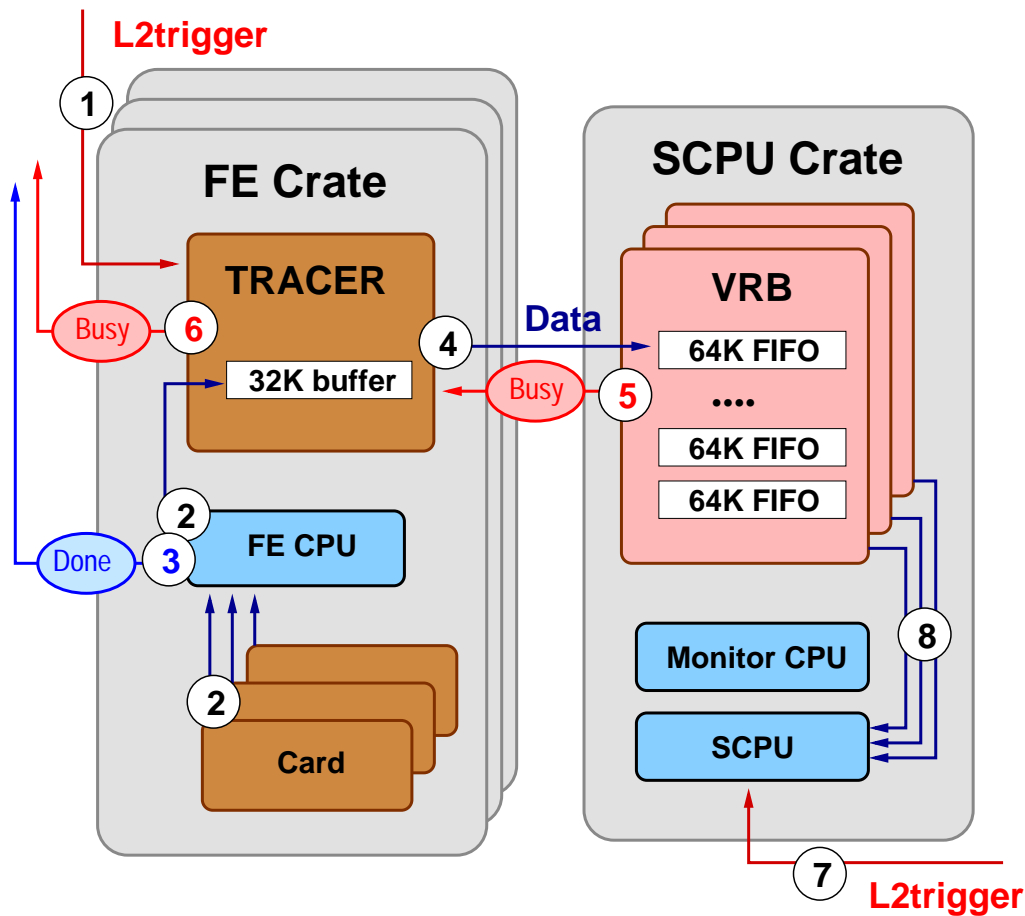 L2trigger
1
FE Crate
TRACER
6
Busy
32K buffer
4
Data
Busy
5
2
3
Done
FE CPU
2
Card
SCPU Crate
VRB
64K FIFO
....
64K FIFO
64K FIFO
8
Monitor CPU
SCPU
7
L2trigger